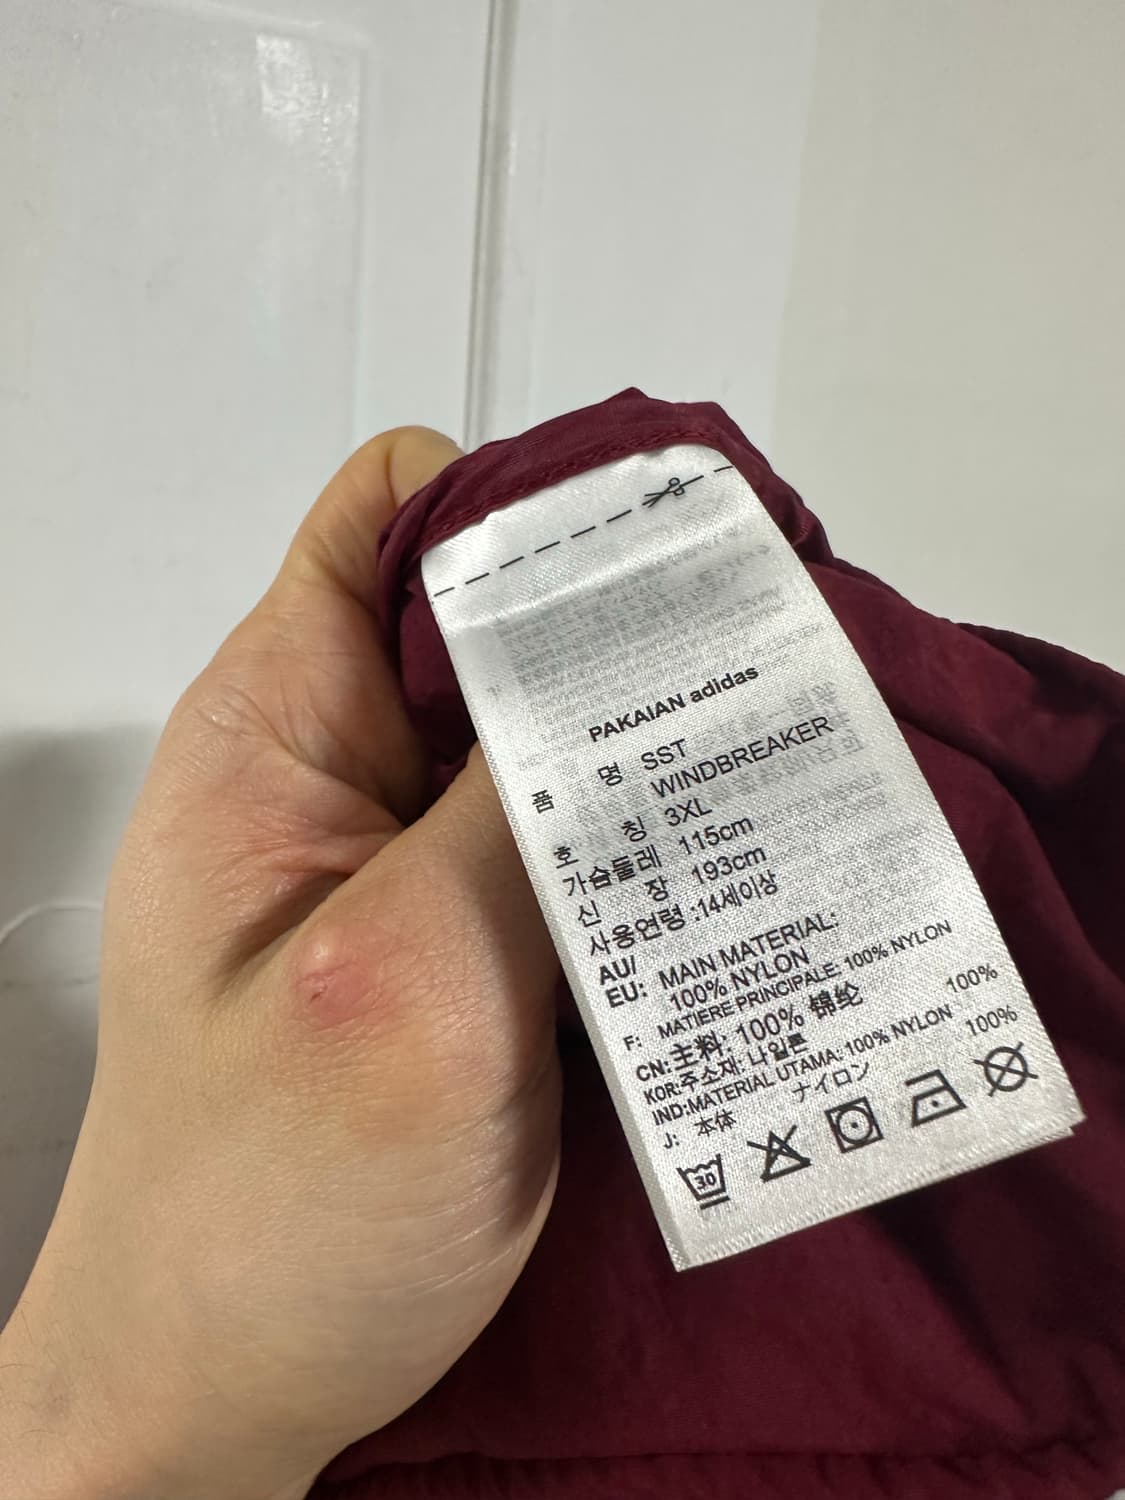 PAKAIAN adidas
품 명 SST
WINDBREAKER
호 칭 3XL
가슴둘레 115cm
신 장 193cm
사용연령 :14세이상
AU/
EU: MAIN MATERIAL:
100% NYLON
F: MATIERE PRINCIPALE: 100% NYLON
CN:主料: 100% 锦纶
KOR:주소재: 나일론 100%
IND:MATERIAL UTAMA: 100% NYLON
J: 本体 ナイロン 100%
30